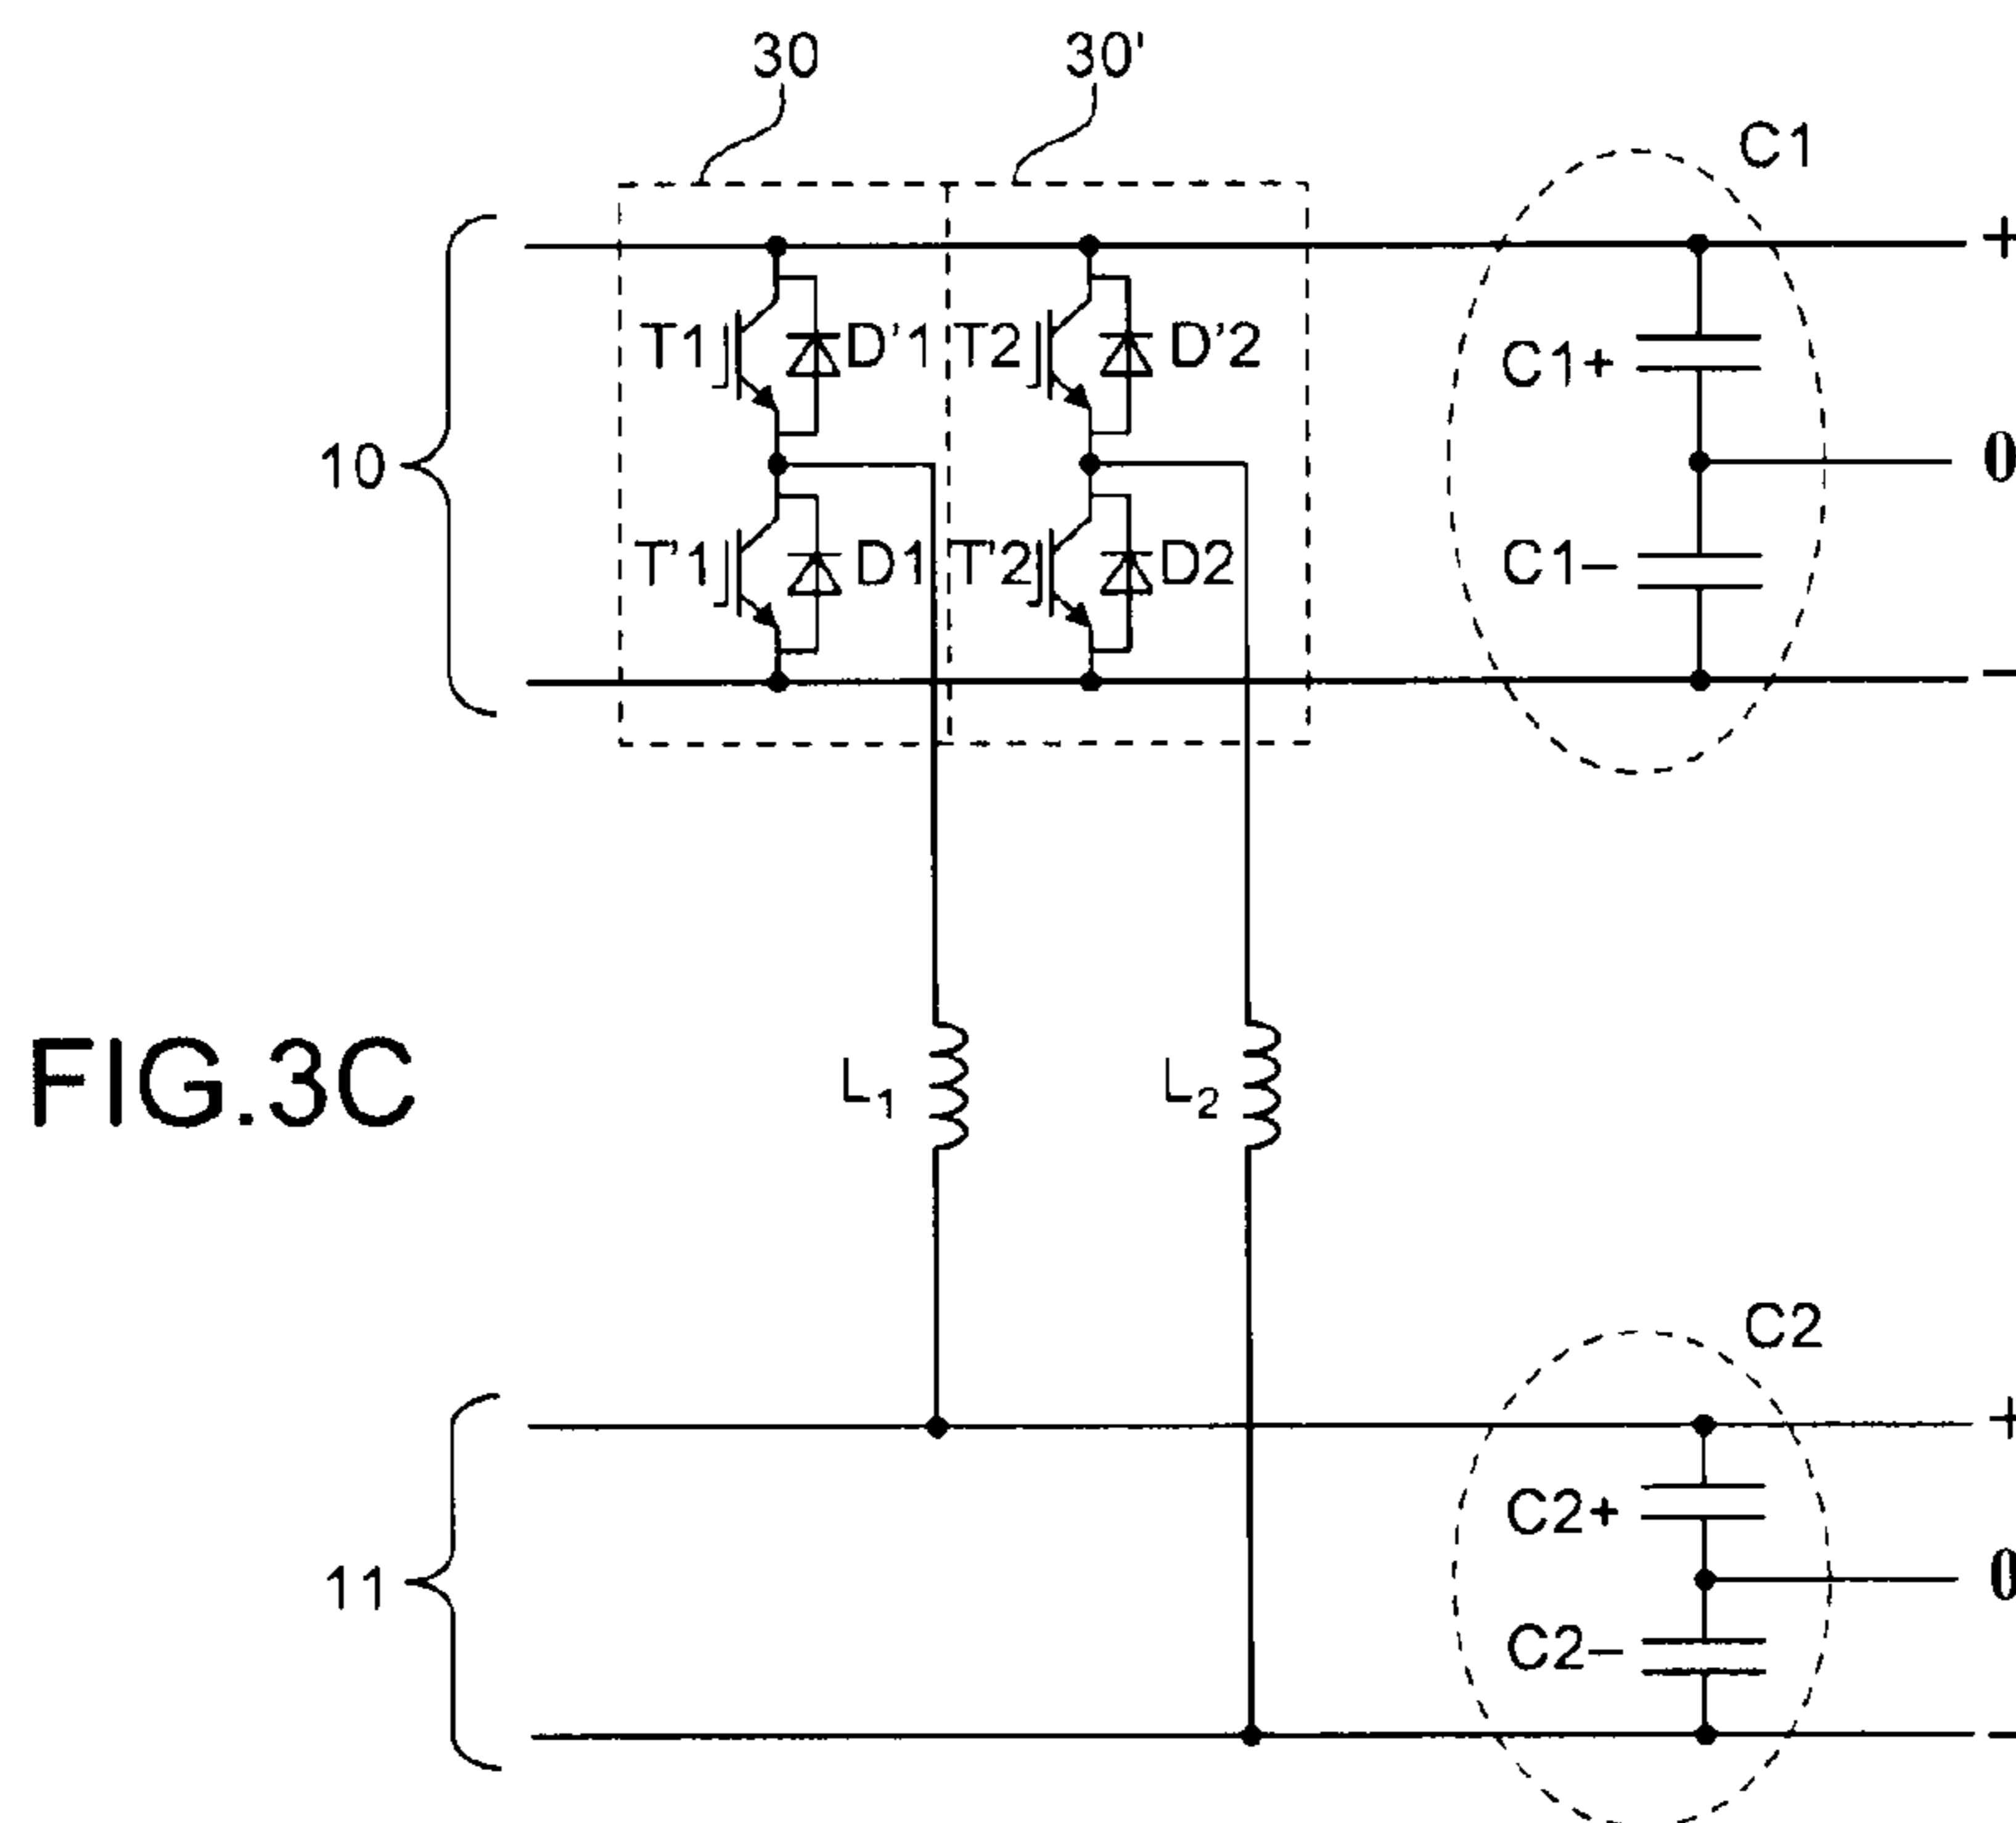 30 30'
C1
+
T1 D'1 T2 D'2
C1+
10
0
T'1 D1 T'2 D2
C1–
–
FIG.3C
L1 L2
C2
+
C2+
11
0
C2–
–